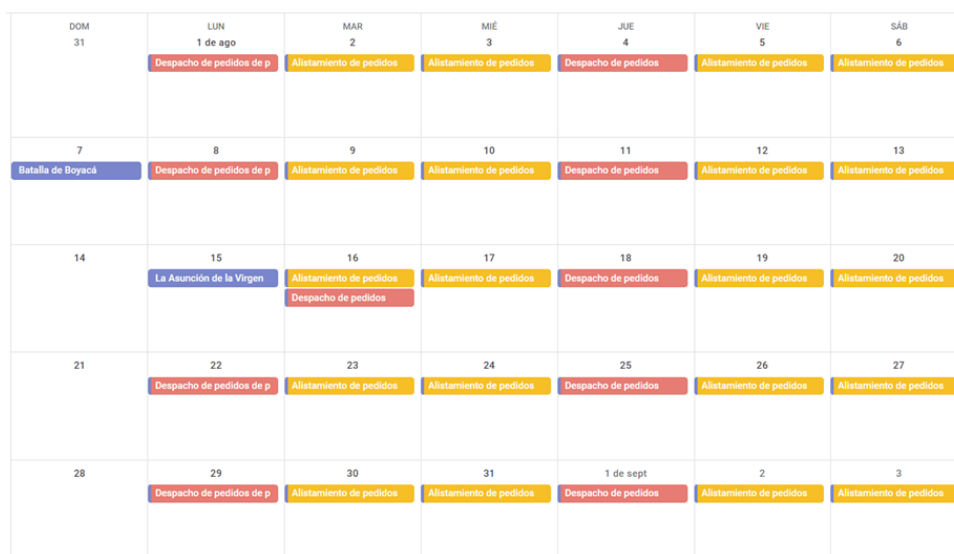 DOM LUN MAR MIÉ JUE VIE SÁB
31 1 de ago 2 3 4 5 6
Despacho de pedidos de p Alistamiento de pedidos Alistamiento de pedidos Despacho de pedidos Alistamiento de pedidos Alistamiento de pedidos
7 8 9 10 11 12 13
Batalla de Boyacá Despacho de pedidos de p Alistamiento de pedidos Alistamiento de pedidos Despacho de pedidos Alistamiento de pedidos Alistamiento de pedidos
14 15 16 17 18 19 20
La Asunción de la Virgen Alistamiento de pedidos Alistamiento de pedidos Despacho de pedidos Alistamiento de pedidos Alistamiento de pedidos
Despacho de pedidos
21 22 23 24 25 26 27
Despacho de pedidos de p Alistamiento de pedidos Alistamiento de pedidos Despacho de pedidos Alistamiento de pedidos Alistamiento de pedidos
28 29 30 31 1 de sept 2 3
Despacho de pedidos de p Alistamiento de pedidos Alistamiento de pedidos Despacho de pedidos Alistamiento de pedidos Alistamiento de pedidos